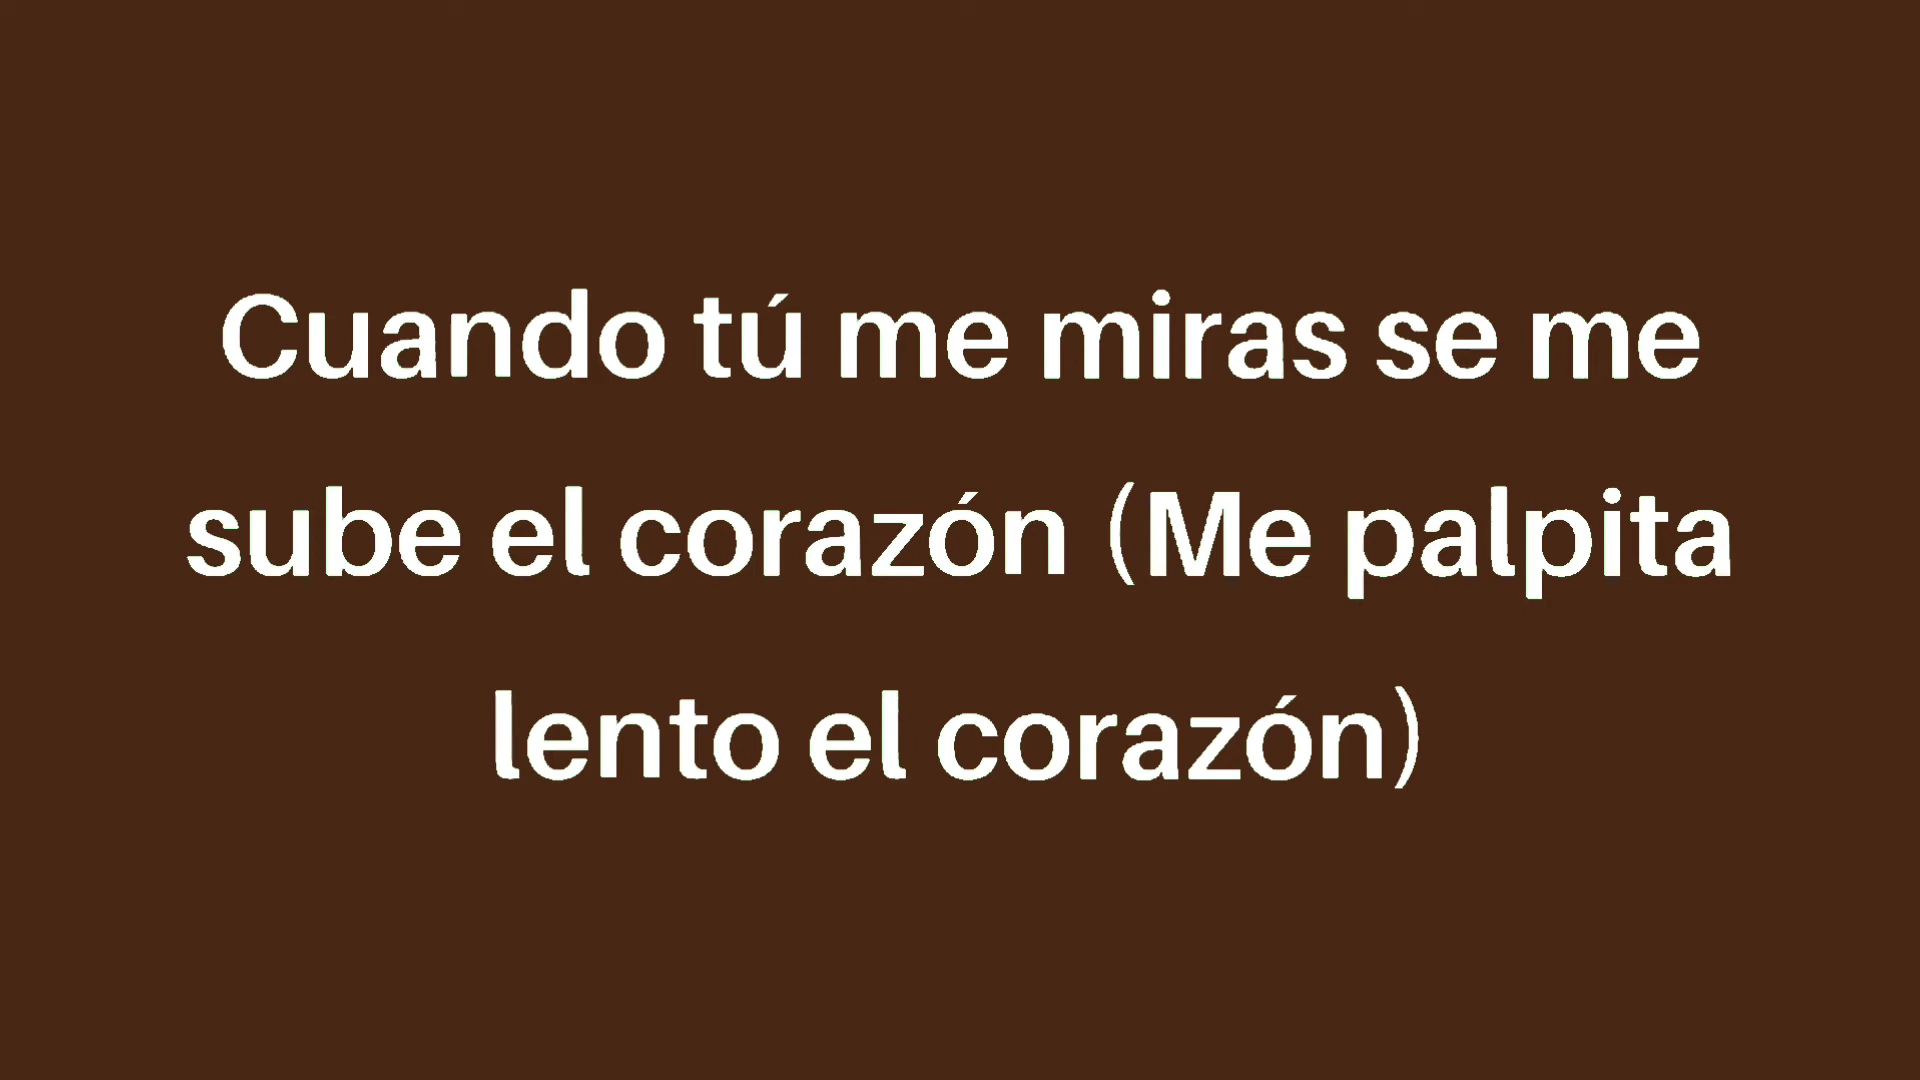 Cuando tú me miras se me
sube el corazón (Me palpita
lento el corazón)